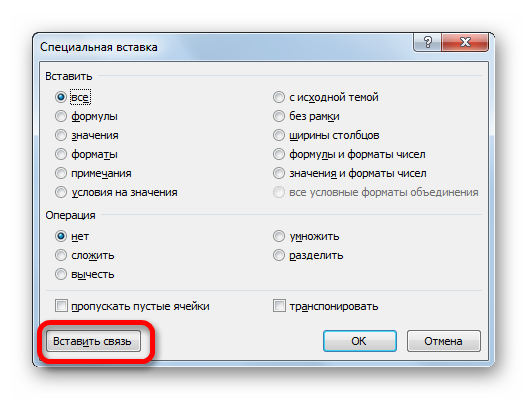 Специальная вставка
Вставить
все
с исходной темой
формулы
без рамки
значения
ширины столбцов
форматы
формулы и форматы чисел
примечания
значения и форматы чисел
условия на значения
все условные форматы объединения
Операция
нет
умножить
сложить
разделить
вычесть
пропускать пустые ячейки
транспонировать
Вставить связь
ОК
Отмена